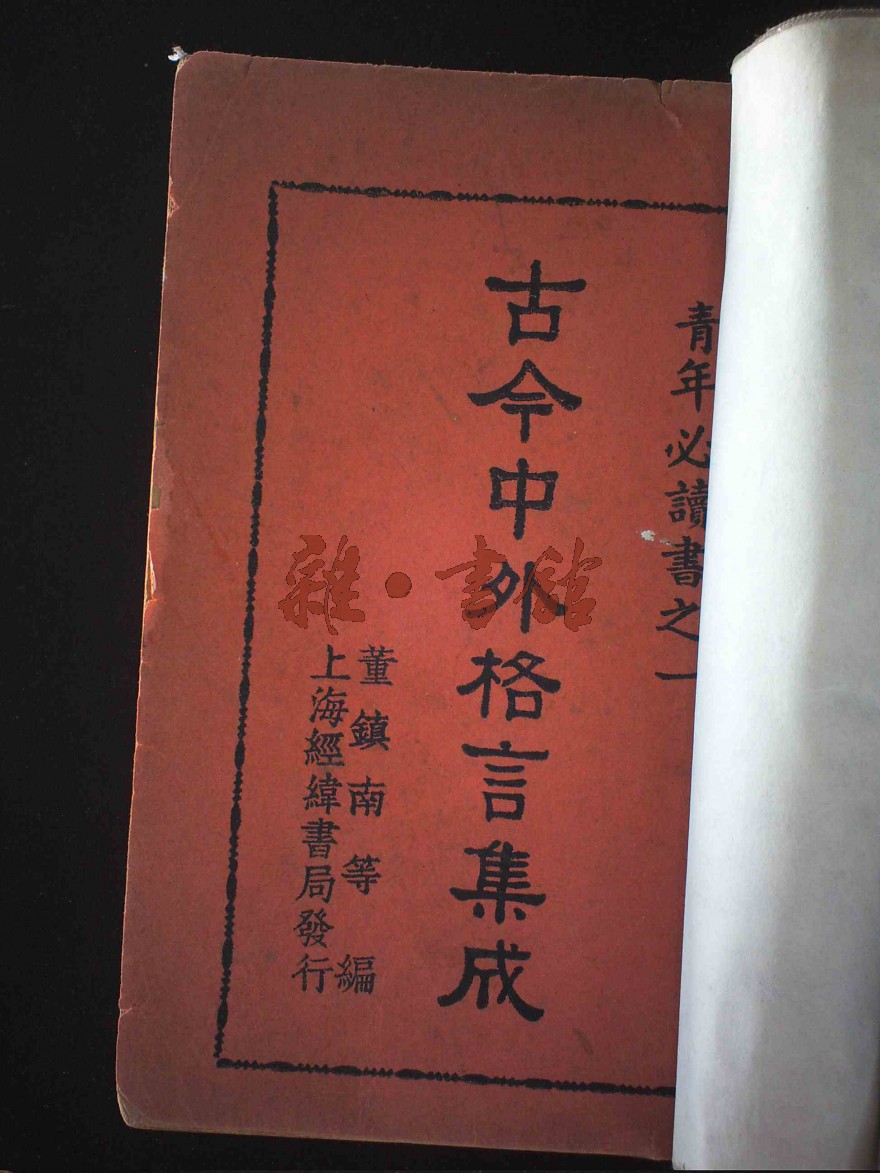 青年必讀書之一
古今中外格言集成
董鎮南等編
上海經緯書局發行
雜·書館